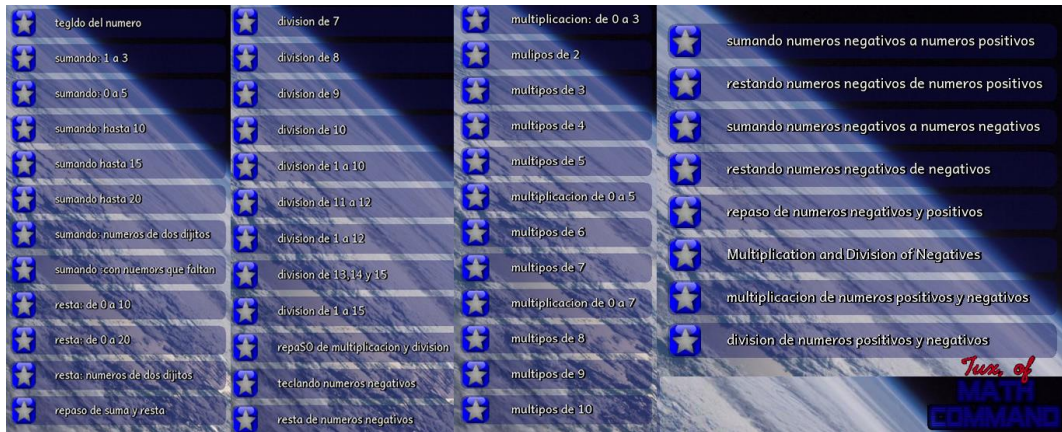 tegldo del numero
sumando: 1 a 3
sumando: 0 a 5
sumando: hasta 10
sumando hasta 15
sumando hasta 20
sumando: numeros de dos dijitos
sumando :con nuemors que faltan
resta: de 0 a 10
resta: de 0 a 20
resta: numeros de dos dijitos
repaso de suma y resta
division de 7
division de 8
division de 9
division de 10
division de 1 a 10
division de 11 a 12
division de 1 a 12
division de 13,14 y 15
division de 1 a 15
repaSO de multiplicacion y division
teclando numeros negativos
resta de numeros negativos
multiplicacion: de 0 a 3
mulipos de 2
multipos de 3
multipos de 4
multipos de 5
multiplicacion de 0 a 5
multipos de 6
multipos de 7
multiplicacion de 0 a 7
multipos de 8
multipos de 9
multipos de 10
sumando numeros negativos a numeros positivos
restando numeros negativos de numeros positivos
sumando numeros negativos a numeros negativos
restando numeros negativos de negativos
repaso de numeros negativos y positivos
Multiplication and Division of Negatives
multiplicacion de numeros positivos y negativos
division de numeros positivos y negativos
Tux, of
MATH
COMMAND